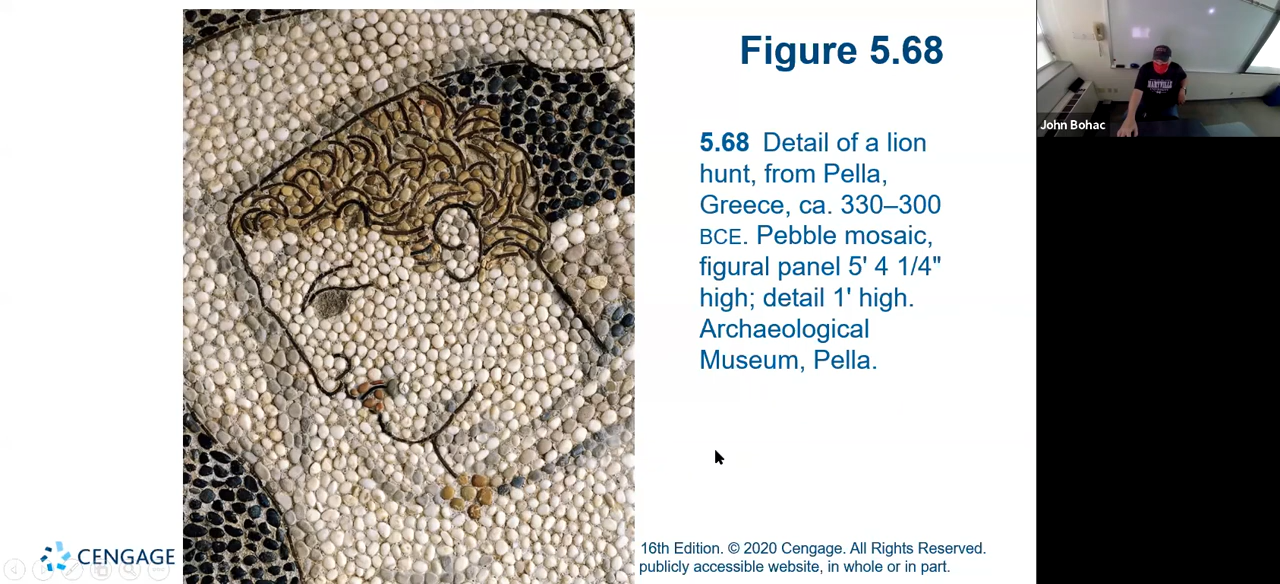 Figure 5.68
5.68 Detail of a lion
hunt, from Pella,
Greece, ca. 330–300
BCE. Pebble mosaic,
figural panel 5' 4 1/4"
high; detail 1' high.
Archaeological
Museum, Pella.
CENGAGE
16th Edition. © 2020 Cengage. All Rights Reserved.
publicly accessible website, in whole or in part.
John Bohac